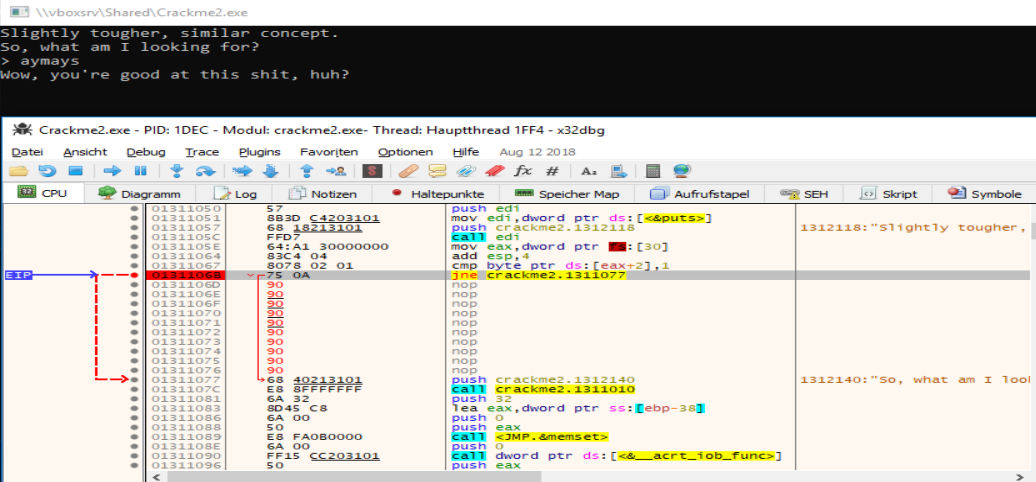 \\vboxsrv\Shared\Crackme2.exe
Slightly tougher, similar concept.
So, what am I looking for?
> aymays
Wow, you're good at this shit, huh?
Crackme2.exe - PID: 1DEC - Modul: crackme2.exe- Thread: Hauptthread 1FF4 - x32dbg
Datei Ansicht Debug Trace Plugins Favoriten Optionen Hilfe Aug 12 2018
CPU Diagramm Log Notizen Haltepunkte Speicher Map Aufrufstapel SEH Skript Symbole
01311050 57 push edi
01311051 8B3D C4203101 mov edi,dword ptr ds:[<&puts>]
01311057 68 18213101 push crackme2.1312118 1312118:"Slightly tougher,
0131105C FFD7 call edi
0131105E 64:A1 30000000 mov eax,dword ptr fs:[30]
01311064 83C4 04 add esp,4
01311067 8078 02 01 cmp byte ptr ds:[eax+2],1
EIP 0131106B 75 0A jne crackme2.1311077
0131106D 90 nop
0131106E 90 nop
0131106F 90 nop
01311070 90 nop
01311071 90 nop
01311072 90 nop
01311073 90 nop
01311074 90 nop
01311075 90 nop
01311076 90 nop
01311077 68 40213101 push crackme2.1312140 1312140:"So, what am I loo
0131107C E8 8FFFFFFF call crackme2.1311010
01311081 6A 32 push 32
01311083 8D45 C8 lea eax,dword ptr ss:[ebp-38]
01311086 6A 00 push 0
01311088 50 push eax
01311089 E8 FA0B0000 call <JMP.&memset>
0131108E 6A 00 push 0
01311090 FF15 CC203101 call dword ptr ds:[<&__acrt_iob_func>]
01311096 50 push eax